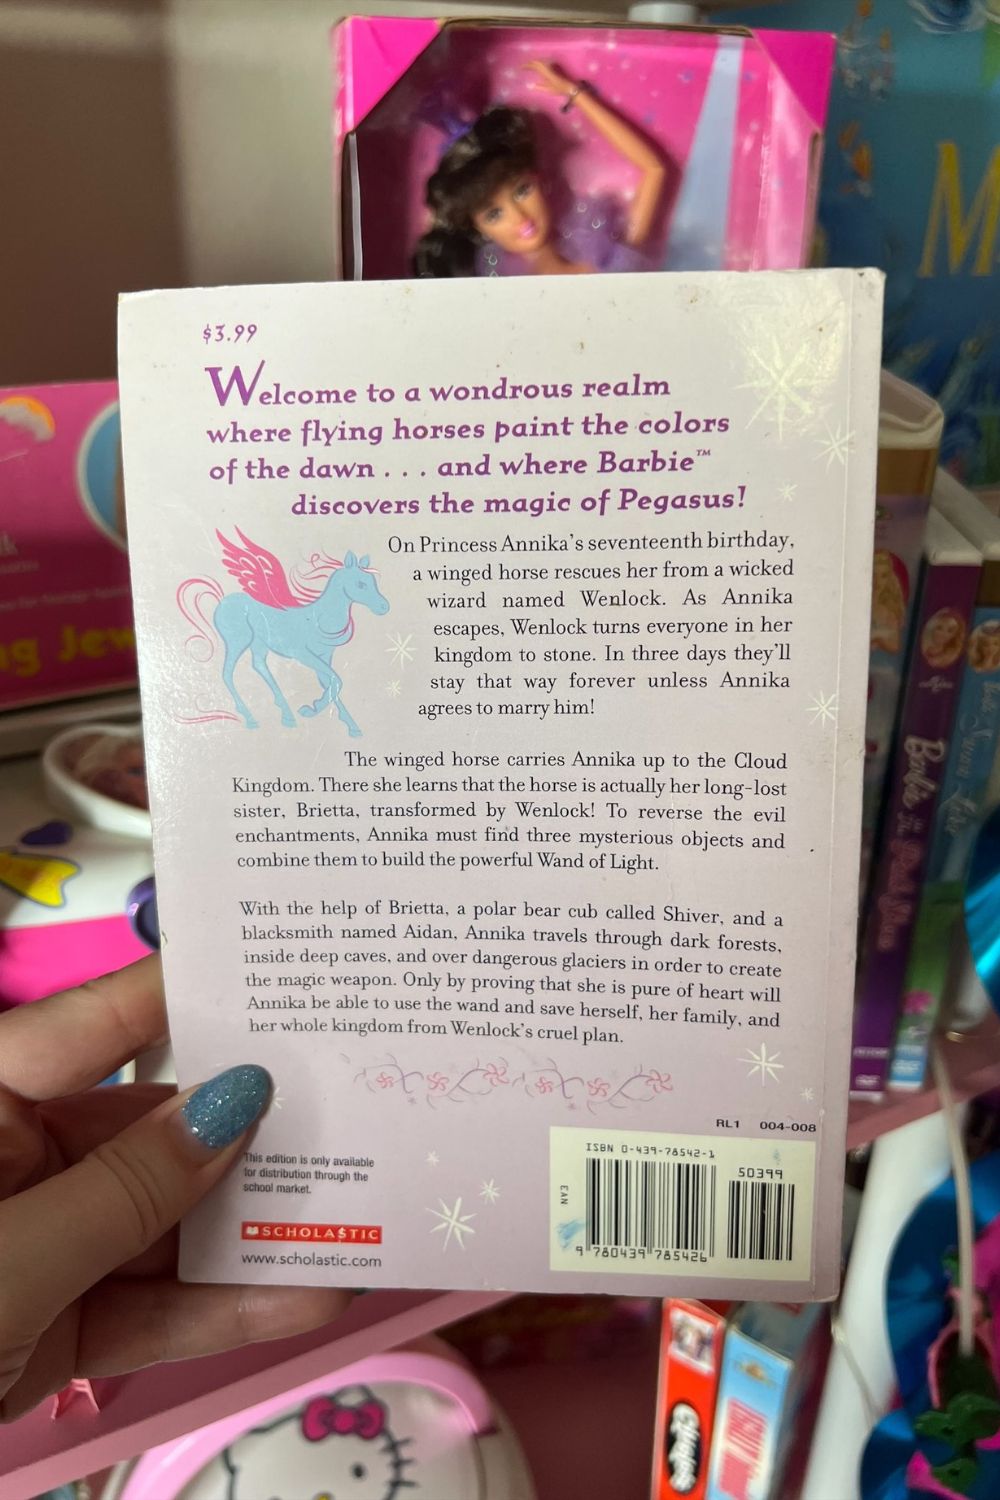 $3.99
Welcome to a wondrous realm
where flying horses paint the colors
of the dawn . . . and where Barbie™
discovers the magic of Pegasus!
On Princess Annika's seventeenth birthday,
a winged horse rescues her from a wicked
wizard named Wenlock. As Annika
escapes, Wenlock turns everyone in her
kingdom to stone. In three days they'll
stay that way forever unless Annika
agrees to marry him!
The winged horse carries Annika up to the Cloud
Kingdom. There she learns that the horse is actually her long-lost
sister, Brietta, transformed by Wenlock! To reverse the evil
enchantments, Annika must find three mysterious objects and
combine them to build the powerful Wand of Light.
With the help of Brietta, a polar bear cub called Shiver, and a
blacksmith named Aidan, Annika travels through dark forests,
inside deep caves, and over dangerous glaciers in order to create
the magic weapon. Only by proving that she is pure of heart will
Annika be able to use the wand and save herself, her family, and
her whole kingdom from Wenlock's cruel plan.
RL1 004-008
This edition is only available
for distribution through the
school market.
SCHOLASTIC
www.scholastic.com
ISBN 0-439-78542-1
50399
EAN
9 780439 785426
M
Barbie
DVD
DVD